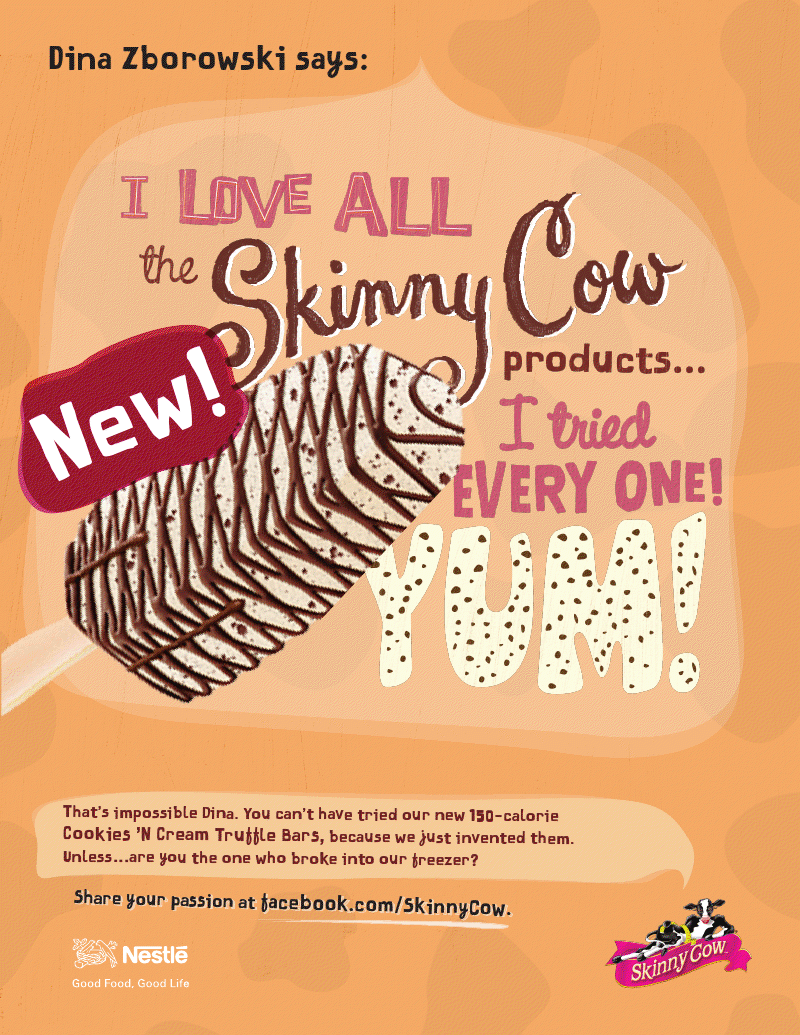 Dina Zborowski says:
I LOVE ALL
the Skinny Cow
products...
New!
I tried
EVERY ONE!
YUM!
That's impossible Dina. You can't have tried our new 150-calorie
Cookies 'N Cream Truffle Bars, because we just invented them.
Unless...are you the one who broke into our freezer?
Share your passion at facebook.com/SkinnyCow.
Nestlé
Good Food, Good Life
Skinny Cow